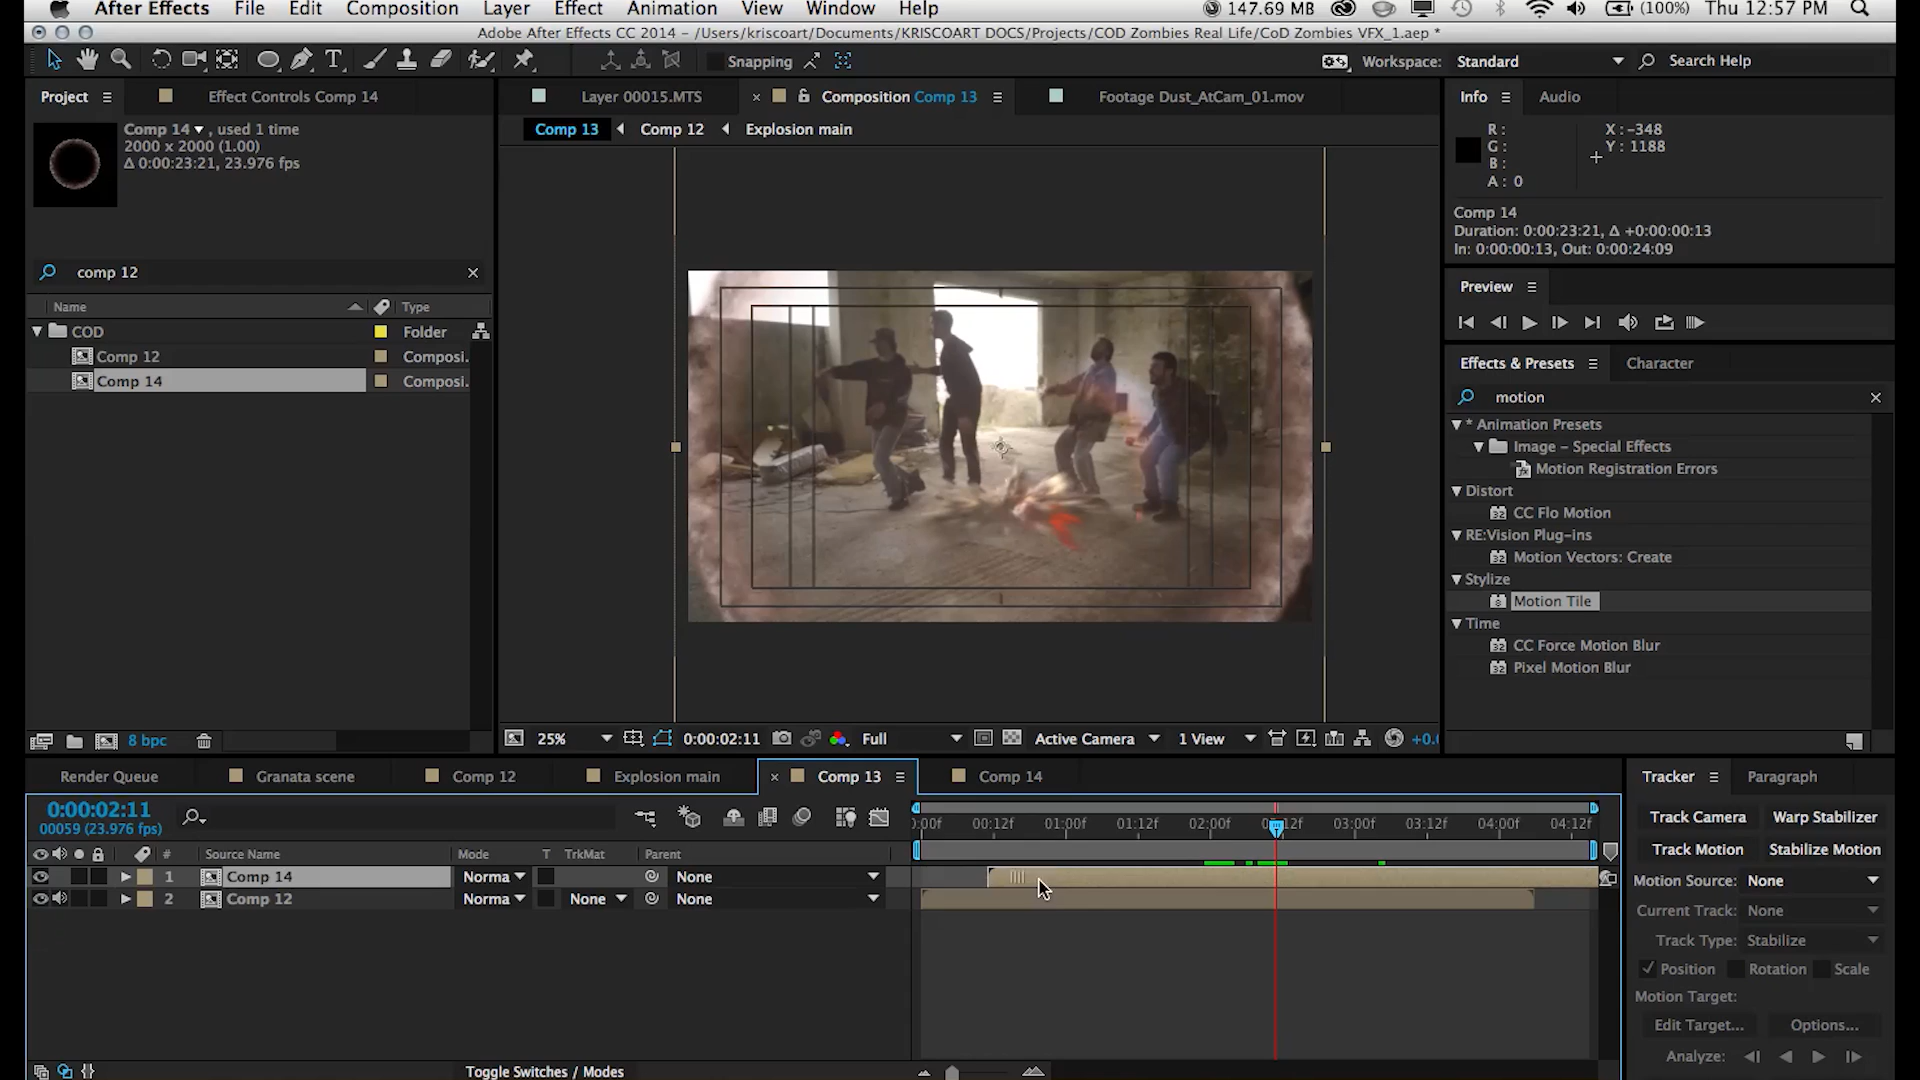 After Effects File Edit Composition Layer Effect Animation View Window Help 147.69 MB (100%) Thu 12:57 PM
Adobe After Effects CC 2014 - /Users/kriscoart/Documents/KRISCOART DOCS/Projects/COD Zombies Real Life/CoD Zombies VFX_1.aep *
Snapping Workspace: Standard Search Help
Project Effect Controls Comp 14 Layer 00015.MTS Composition Comp 13 Footage Dust_AtCam_01.mov Info Audio
Comp 14 , used 1 time
2000 x 2000 (1.00)
Δ 0:00:23:21, 23.976 fps
Comp 13 Comp 12 Explosion main
R: X: -348
G: Y: 1188
B:
A: 0
Comp 14
Duration: 0:00:23:21, Δ +0:00:00:13
In: 0:00:00:13, Out: 0:00:24:09
comp 12
Preview
Name Type
COD Folder
Comp 12 Composi.
Comp 14 Composi.
Effects & Presets Character
motion
* Animation Presets
Image – Special Effects
Motion Registration Errors
Distort
CC Flo Motion
RE:Vision Plug-ins
Motion Vectors: Create
Stylize
Motion Tile
Time
CC Force Motion Blur
Pixel Motion Blur
8 bpc 25% 0:00:02:11 Full Active Camera 1 View +0.
Render Queue Granata scene Comp 12 Explosion main Comp 13 Comp 14
0:00:02:11
00059 (23.976 fps)
:00f 00:12f 01:00f 01:12f 02:00f 12f 03:00f 03:12f 04:00f 04:12f
# Source Name Mode T TrkMat Parent
1 Comp 14 Norma None
2 Comp 12 Norma None None
Toggle Switches / Modes
Tracker Paragraph
Track Camera Warp Stabilizer
Track Motion Stabilize Motion
Motion Source: None
Current Track: None
Track Type: Stabilize
Position Rotation Scale
Motion Target:
Edit Target... Options...
Analyze: